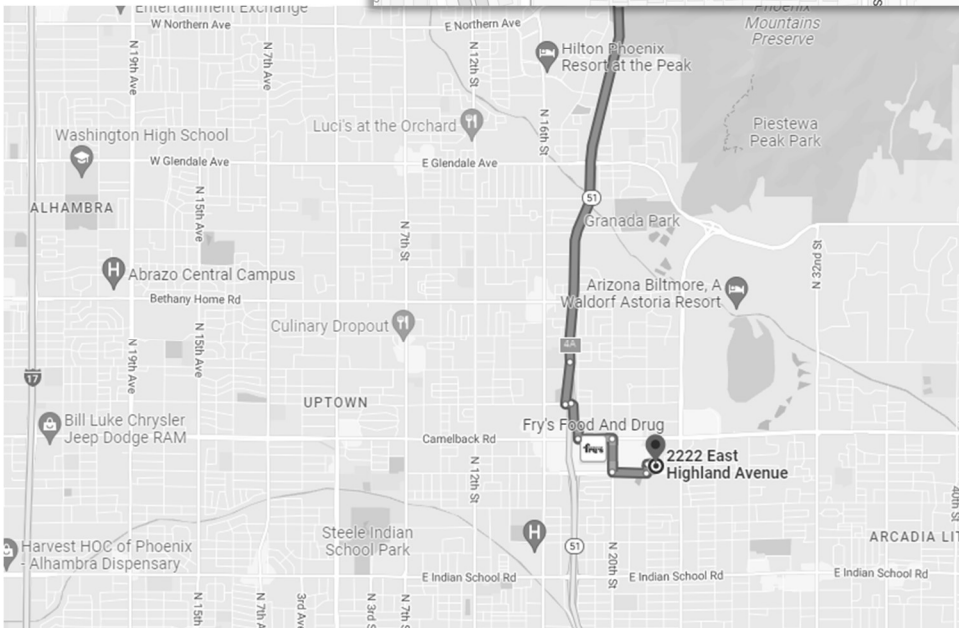 Entertainment Exchange
W Northern Ave
E Northern Ave
Phoenix
Mountains
Preserve
N 19th Ave
N 7th Ave
N 12th St
Hilton Phoenix
Resort at the Peak
N 16th St
Luci's at the Orchard
Piestewa
Peak Park
Washington High School
W Glendale Ave
E Glendale Ave
51
ALHAMBRA
N 15th Ave
N 7th St
Granada Park
N 32nd St
H
Abrazo Central Campus
Arizona Biltmore, A
Waldorf Astoria Resort
Bethany Home Rd
Culinary Dropout
N 19th Ave
N 15th Ave
4A
17
UPTOWN
Bill Luke Chrysler
Jeep Dodge RAM
Fry's Food And Drug
Camelback Rd
fry's
2222 East
Highland Avenue
N 12th St
40th St
Steele Indian
School Park
H
ARCADIA LIT
Harvest HOC of Phoenix
- Alhambra Dispensary
51
N 20th St
E Indian School Rd
E Indian School Rd
E Indian School Rd
N 15th
N 7th A
3rd Ave
N 3rd S
N 7th S